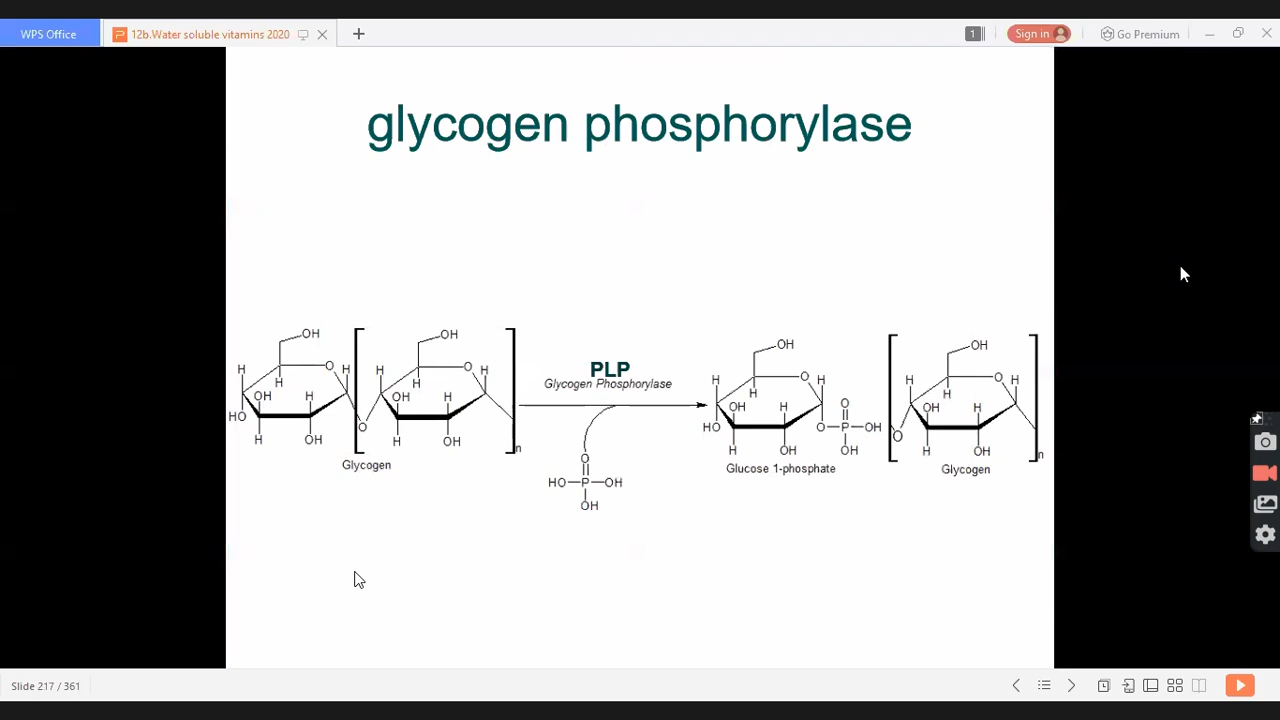 WPS Office
12b.Water soluble vitamins 2020
1
Sign in
Go Premium
glycogen phosphorylase
OH
OH
H
O
H
H
OH
H
HO
H
OH
O
H
O
H
H
OH
H
H
OH
n
Glycogen
PLP
Glycogen Phosphorylase
O
HO P OH
OH
OH
H
O
H
H
OH
H
HO
H
OH
O
O P OH
OH
Glucose 1-phosphate
OH
H
O
H
H
OH
H
O
H
OH
n
Glycogen
Slide 217 / 361